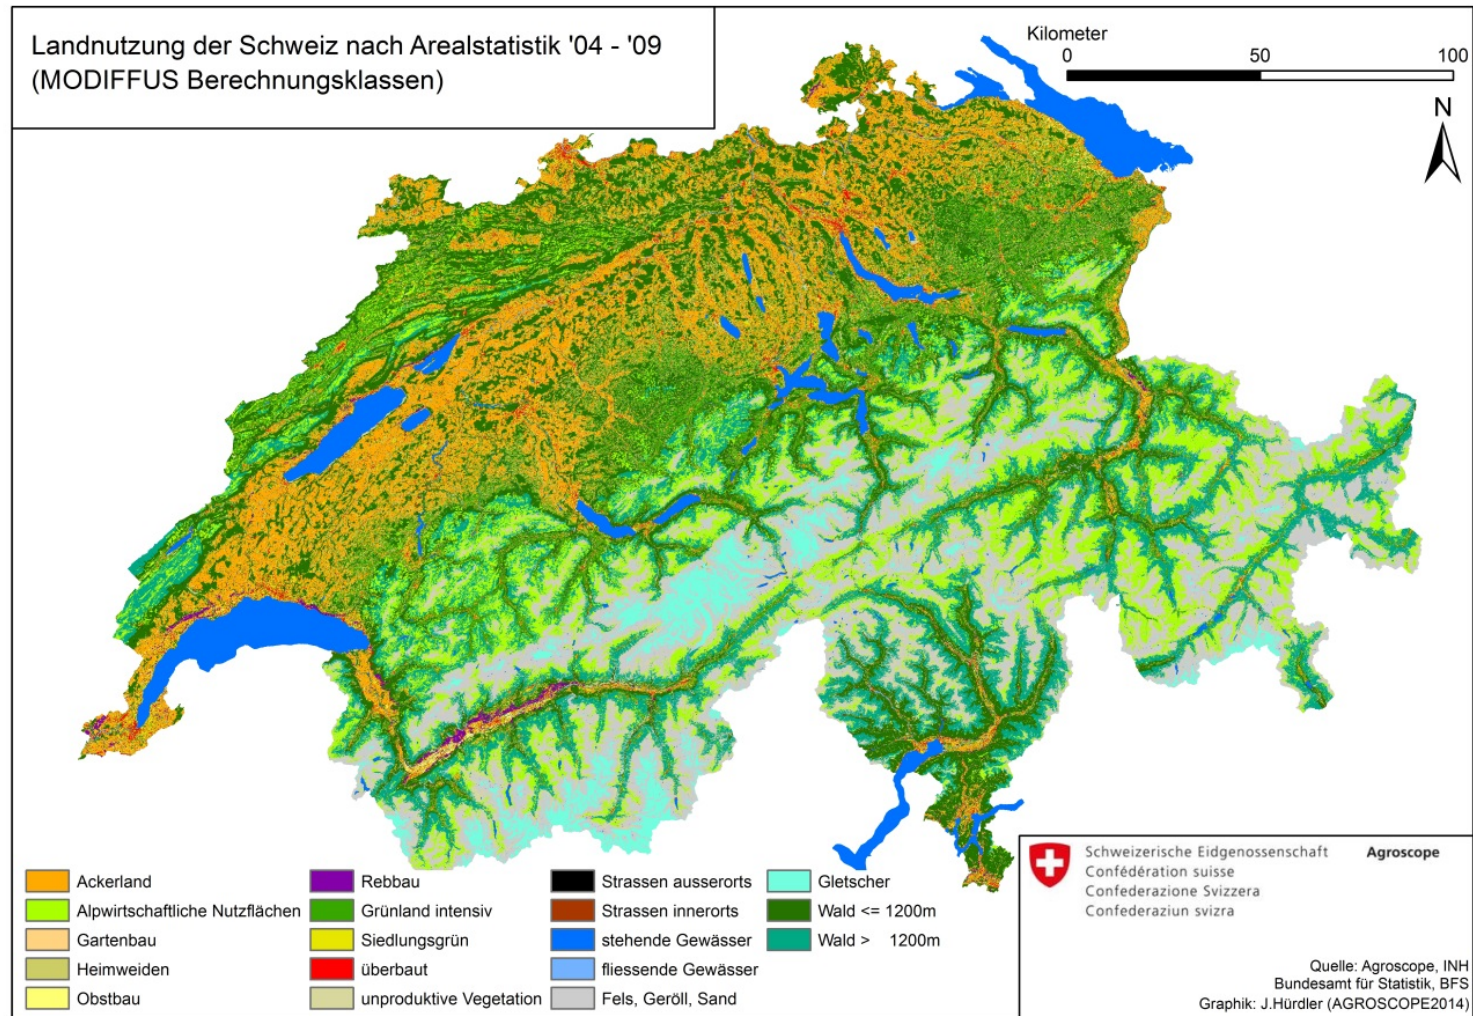 Landnutzung der Schweiz nach Arealstatistik '04 - '09
(MODIFFUS Berechnungsklassen)
Kilometer
0 50 100
N
Ackerland
Alpwirtschaftliche Nutzflächen
Gartenbau
Heimweiden
Obstbau
Rebbau
Grünland intensiv
Siedlungsgrün
überbaut
unproduktive Vegetation
Strassen ausserorts
Strassen innerorts
stehende Gewässer
fliessende Gewässer
Fels, Geröll, Sand
Gletscher
Wald <= 1200m
Wald > 1200m
Schweizerische Eidgenossenschaft
Confédération suisse
Confederazione Svizzera
Confederaziun svizra
Agroscope
Quelle: Agroscope, INH
Bundesamt für Statistik, BFS
Graphik: J.Hürdler (AGROSCOPE2014)